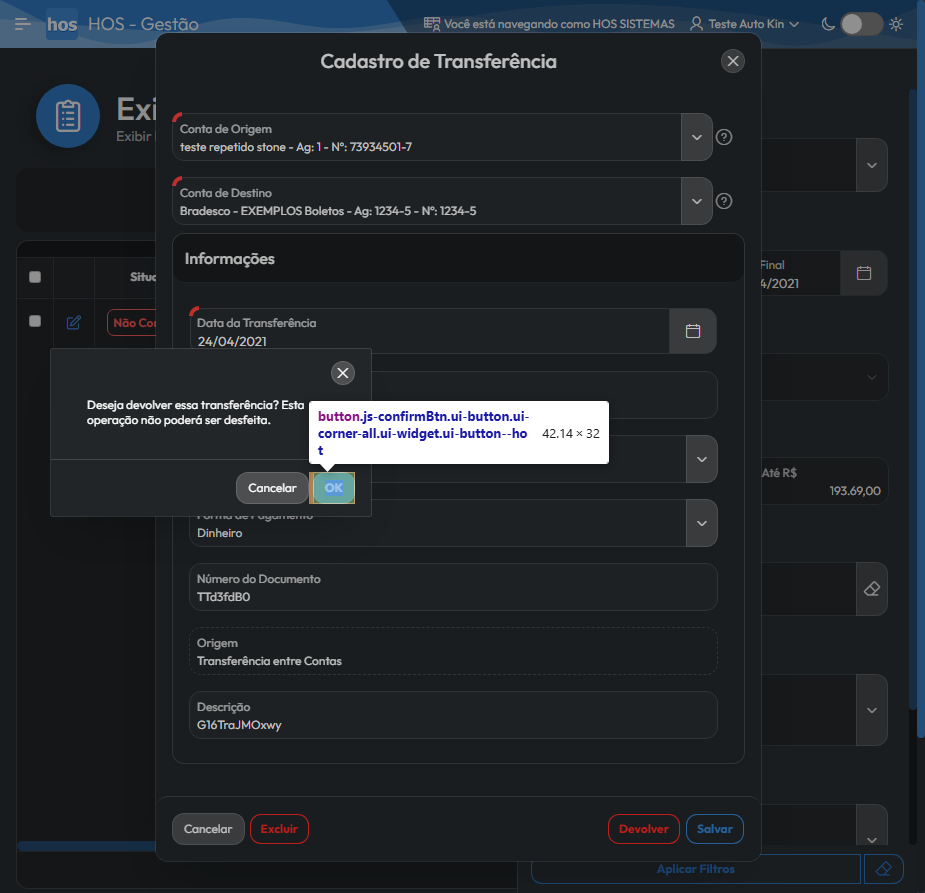 hos HOS - Gestão
Você está navegando como HOS SISTEMAS
Teste Auto Kin
Cadastro de Transferência
Exi
Exibir
Conta de Origem
teste repetido stone - Ag: 1 - Nº: 73934501-7
Conta de Destino
Bradesco - EXEMPLOS Boletos - Ag: 1234-5 - Nº: 1234-5
Informações
Final
4/2021
Situa
Não Con
Data da Transferência
24/04/2021
Deseja devolver essa transferência? Esta
operação não poderá ser desfeita.
button.js-confirmBtn.ui-button.ui-
corner-all.ui-widget.ui-button--ho
t
42.14 × 32
Cancelar
OK
Até R$
193.69,00
Forma de Pagamento
Dinheiro
Número do Documento
TTd3fdB0
Origem
Transferência entre Contas
Descrição
G16TraJMOxwy
Cancelar
Excluir
Devolver
Salvar
Aplicar Filtros